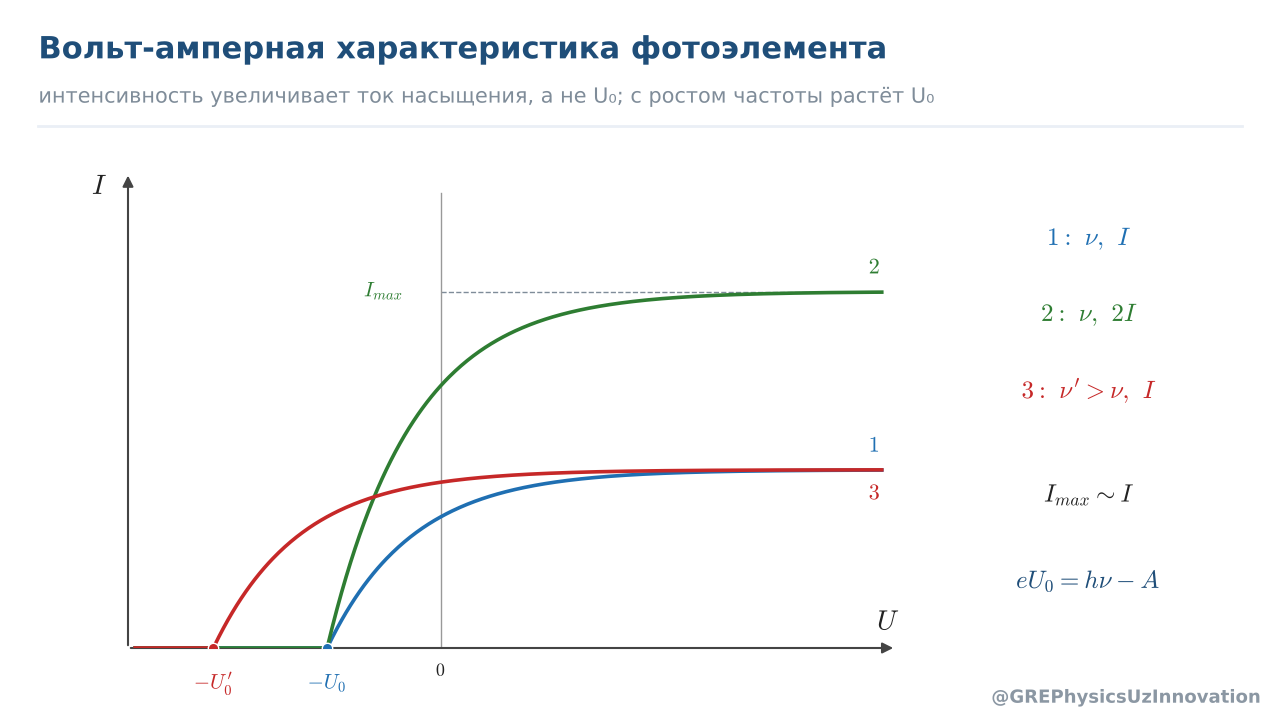 Вольт-амперная характеристика фотоэлемента
интенсивность увеличивает ток насыщения, а не U₀; с ростом частоты растёт U₀
I
1: ν, I
2
I_max
2: ν, 2I
3: ν′ > ν, I
1
3
I_max ∼ I
eU₀ = hν − A
U
0
−U₀′
−U₀
@GREPhysicsUzInnovation